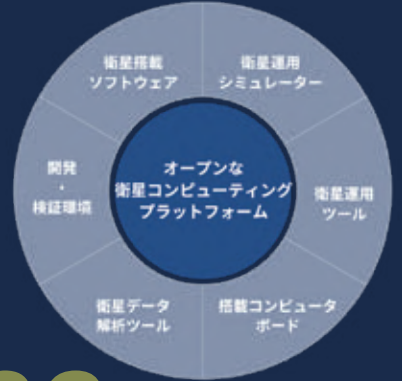 衛星搭載
ソフトウェア
衛星運用
シミュレーター
開発
・
検証環境
オープンな
衛星コンピューティング
プラットフォーム
衛星運用
ツール
衛星データ
解析ツール
搭載コンピュータ
ボード